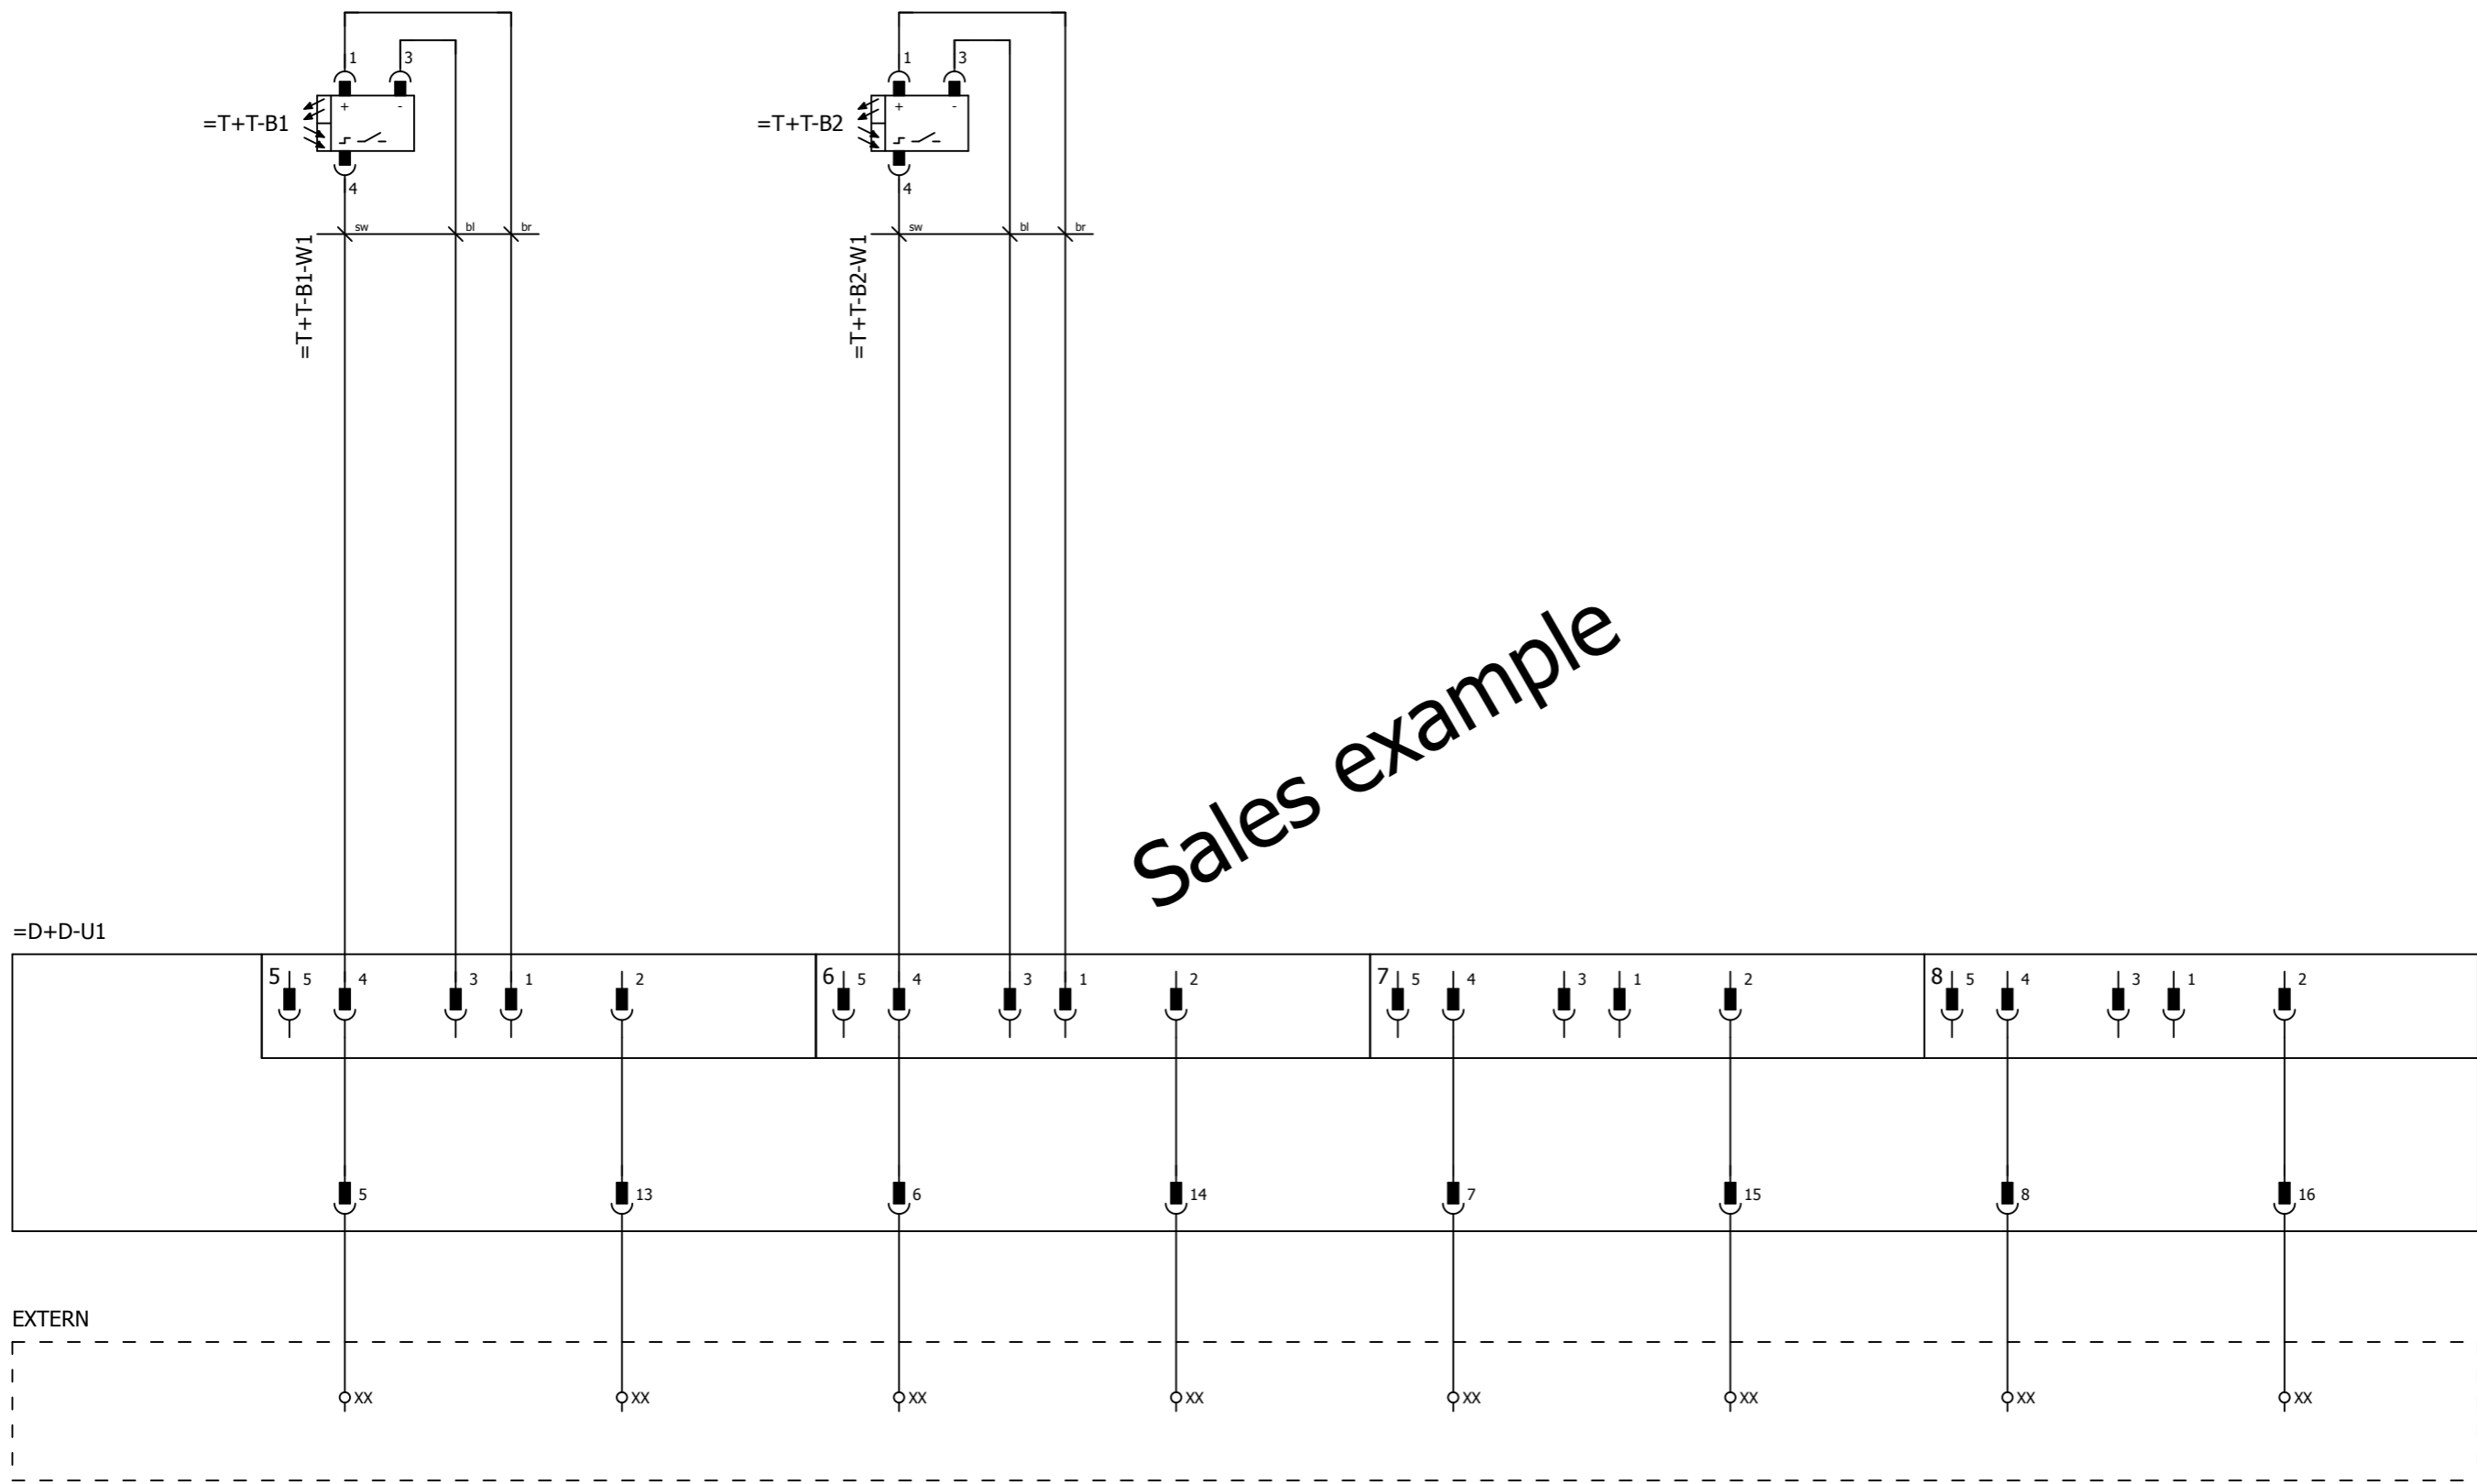 1 3 1 3
+ - + -
=T+T-B1 =T+T-B2
4 4
sw bl br sw bl br
=T+T-B1-W1 =T+T-B2-W1
Sales example
=D+D-U1
5 5 4 3 1 2 6 5 4 3 1 2 7 5 4 3 1 2 8 5 4 3 1 2
5 13 6 14 7 15 8 16
EXTERN
XX XX XX XX XX XX XX XX